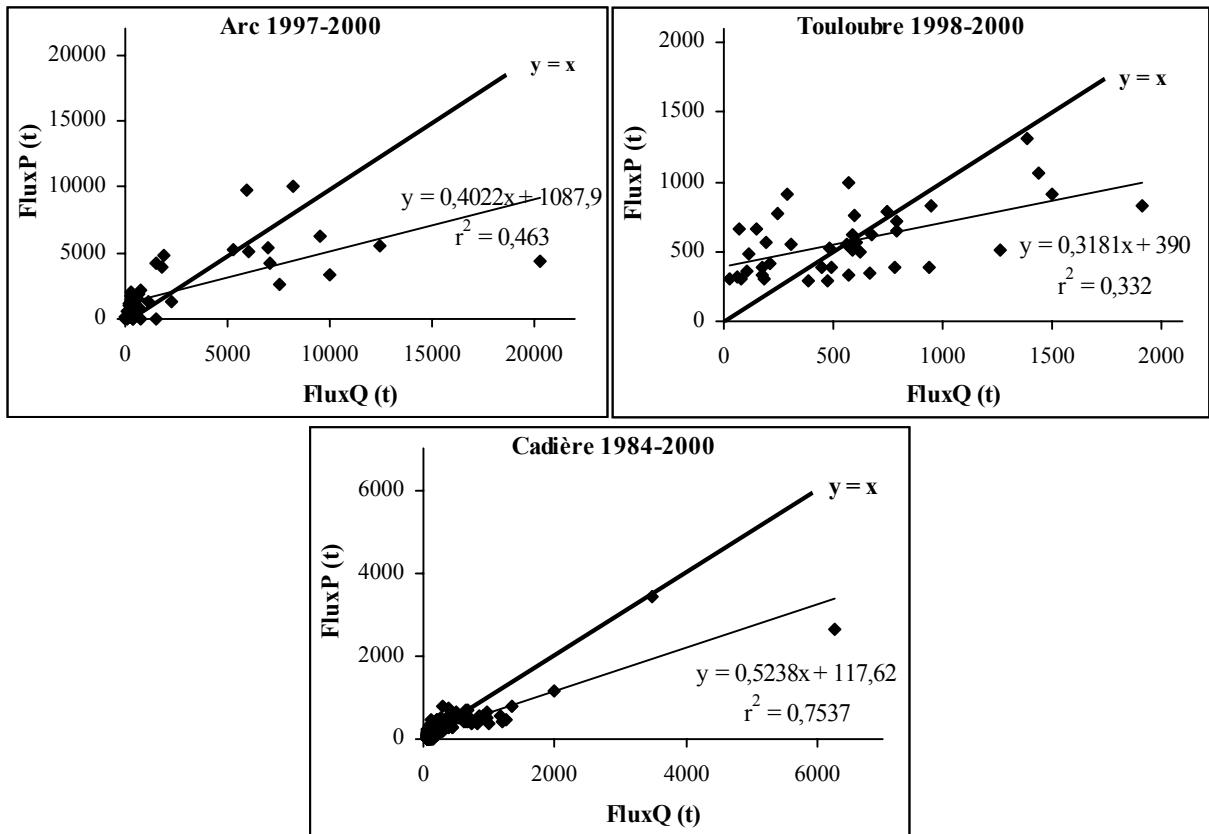 Arc 1997-2000
20000
15000
10000
5000
0
FluxP (t)
y = x
y = 0,4022x + 1087,9
r² = 0,463
0 5000 10000 15000 20000
FluxQ (t)
Touloubre 1998-2000
2000
1500
1000
500
0
FluxP (t)
y = x
y = 0,3181x + 390
r² = 0,332
0 500 1000 1500 2000
FluxQ (t)
Cadière 1984-2000
6000
4000
2000
0
FluxP (t)
y = x
y = 0,5238x + 117,62
r² = 0,7537
0 2000 4000 6000
FluxQ (t)